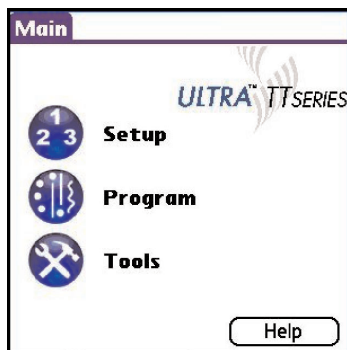 Main
ULTRA™ TTSERIES
1
2 3
Setup
Program
Tools
Help